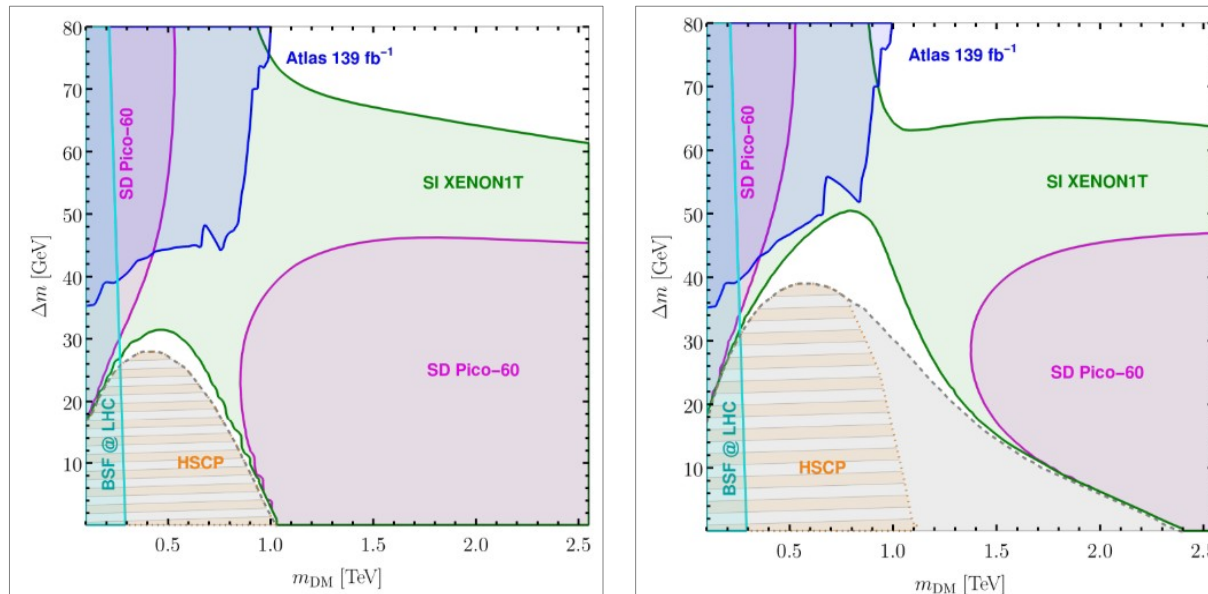 80
70
60
50
40
30
20
10
Δm [GeV]
0.5
1.0
1.5
2.0
2.5
m_DM [TeV]
Atlas 139 fb⁻¹
SD Pico−60
SI XENON1T
SD Pico−60
BSF @ LHC
HSCP
80
70
60
50
40
30
20
10
Δm [GeV]
0.5
1.0
1.5
2.0
2.5
m_DM [TeV]
Atlas 139 fb⁻¹
SD Pico−60
SI XENON1T
SD Pico−60
BSF @ LHC
HSCP